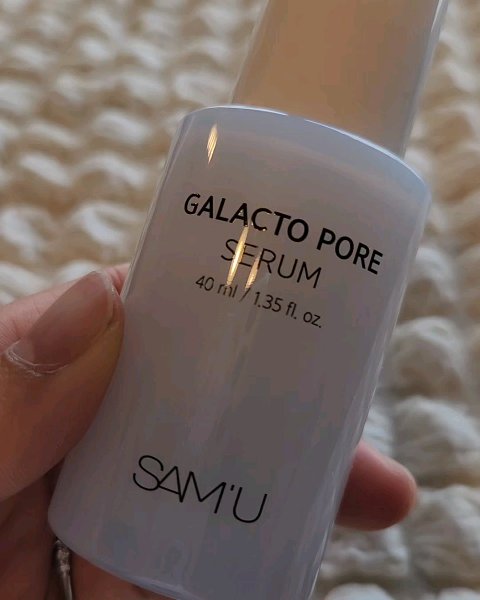 GALACTO PORE
SERUM
40 ml / 1.35 fl. oz.
SAM'U